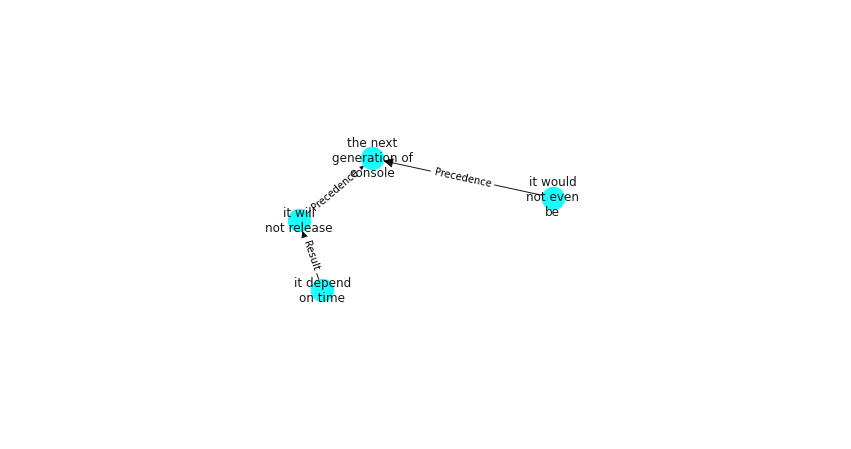 the next
generation of
console
Precedence
it would
not even
be
Precedence
it will
not release
Result
it depend
on time